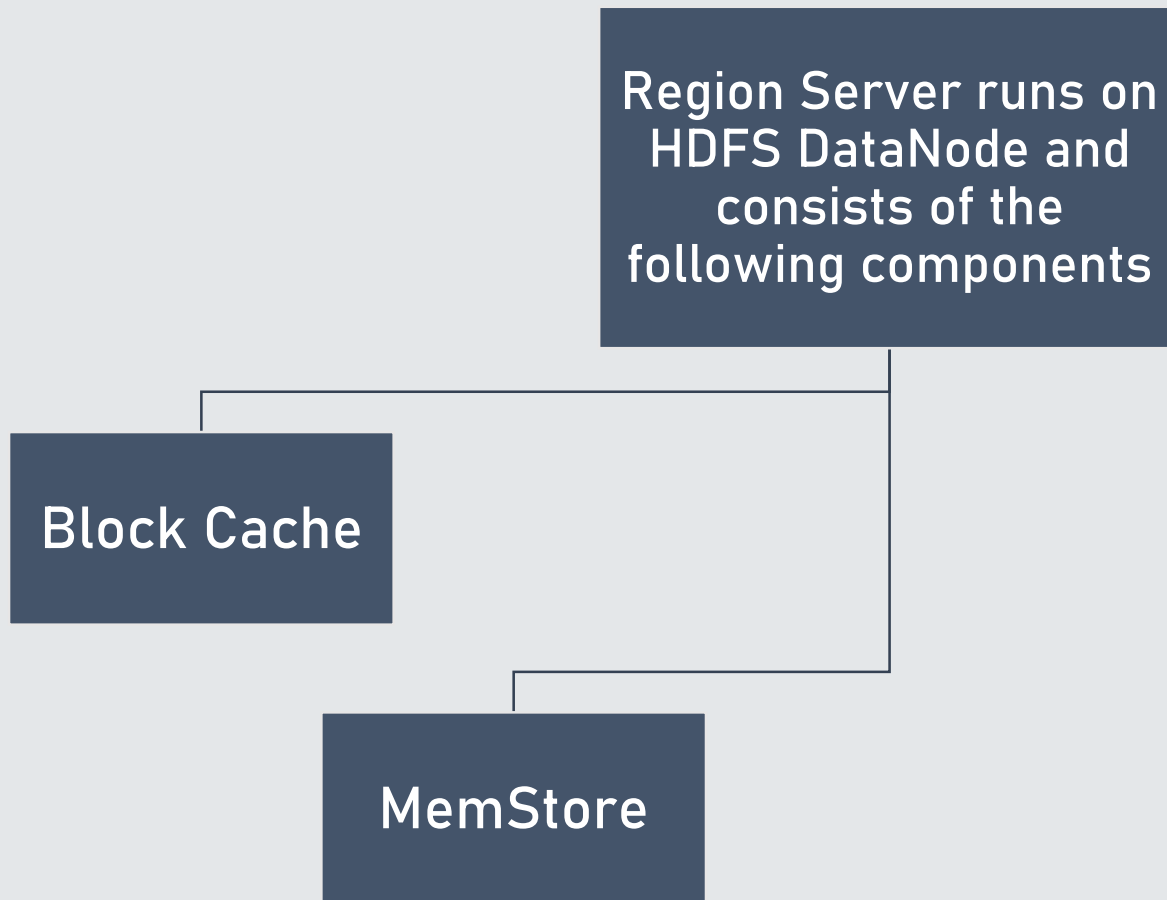 Region Server runs on
HDFS DataNode and
consists of the
following components
Block Cache
MemStore